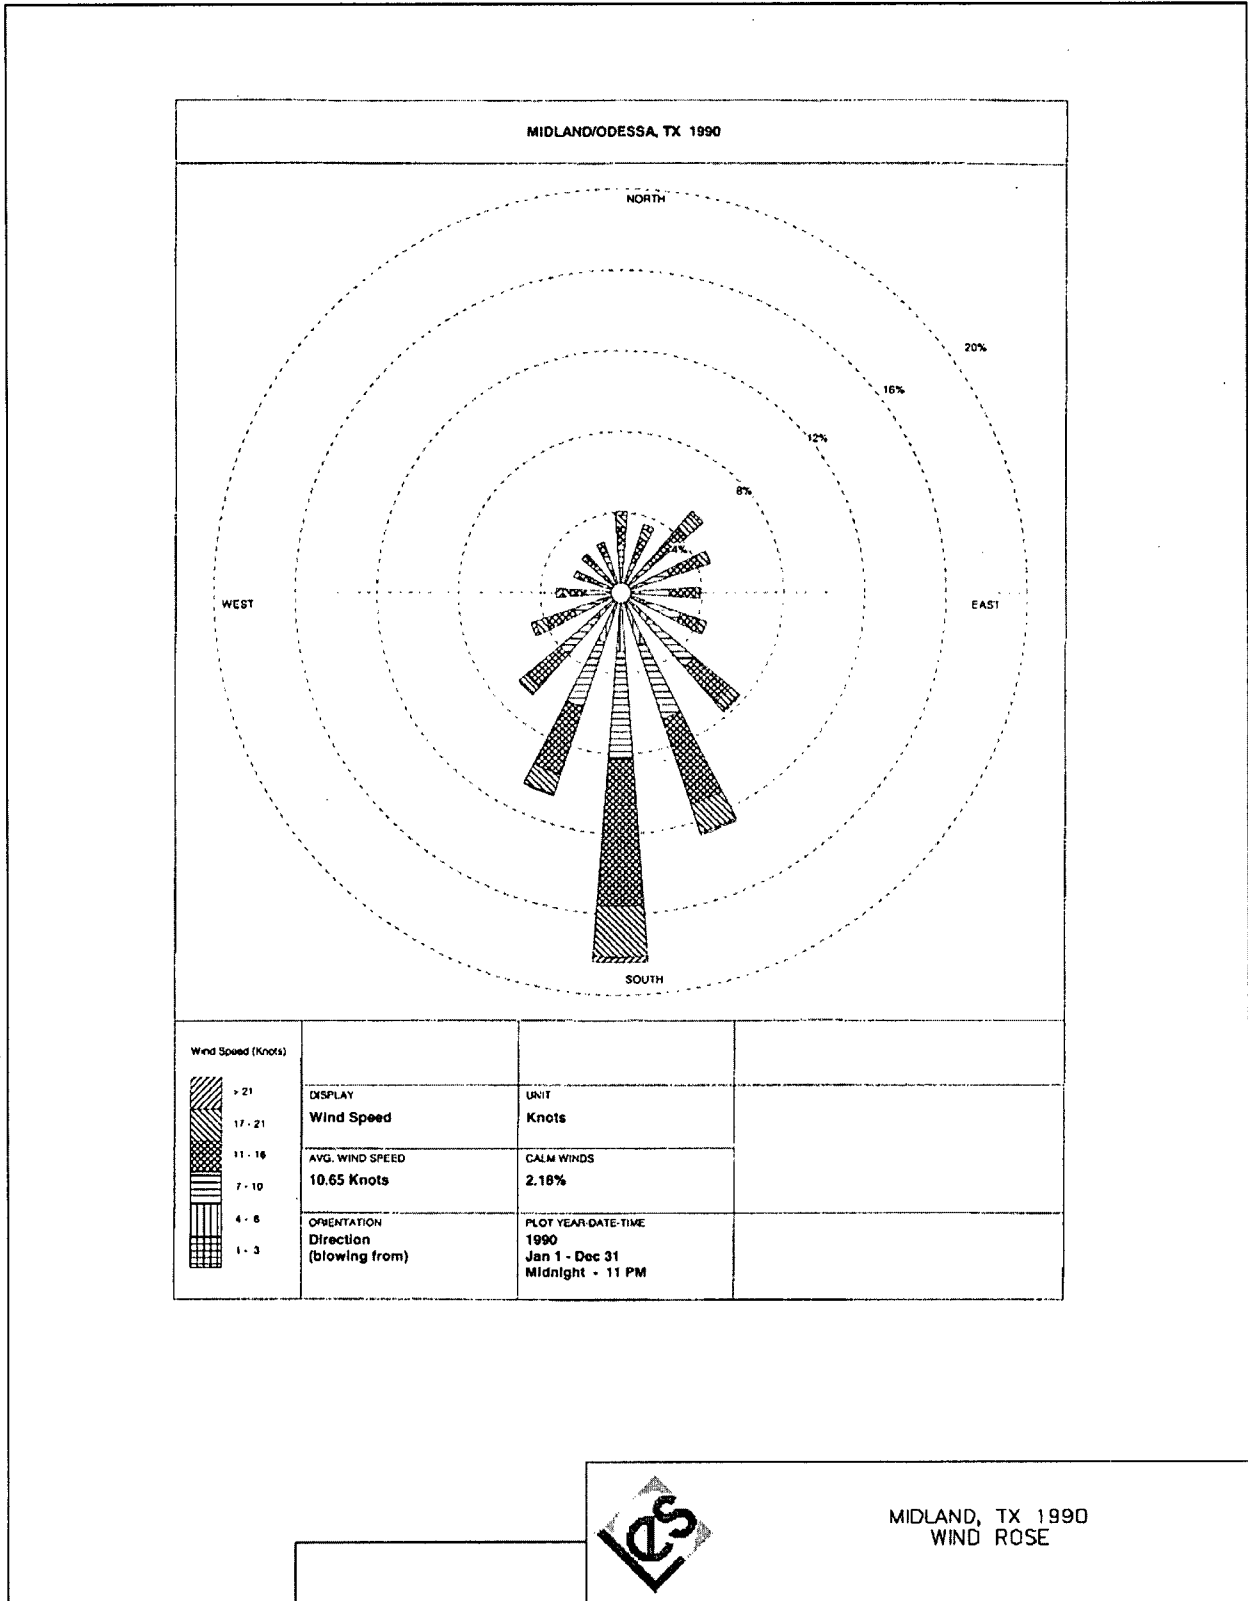 MIDLAND/ODESSA, TX 1990
NORTH
20%
16%
12%
8%
4%
WEST
EAST
SOUTH
Wind Speed (Knots)
> 21
17 - 21
11 - 16
7 - 10
4 - 6
1 - 3
DISPLAY
Wind Speed
UNIT
Knots
AVG. WIND SPEED
10.65 Knots
CALM WINDS
2.18%
ORIENTATION
Direction
(blowing from)
PLOT YEAR-DATE-TIME
1990
Jan 1 - Dec 31
Midnight - 11 PM
LES
MIDLAND, TX 1990
WIND ROSE